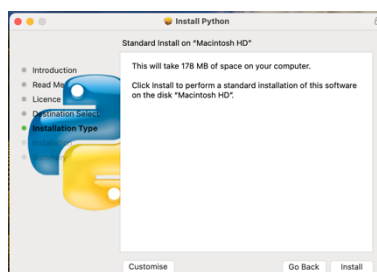 Install Python
Standard Install on "Macintosh HD"
Introduction
Read Me
Licence
Destination Select
Installation Type
Installation
Summary
This will take 178 MB of space on your computer.
Click Install to perform a standard installation of this software
on the disk "Macintosh HD".
Customise
Go Back
Install